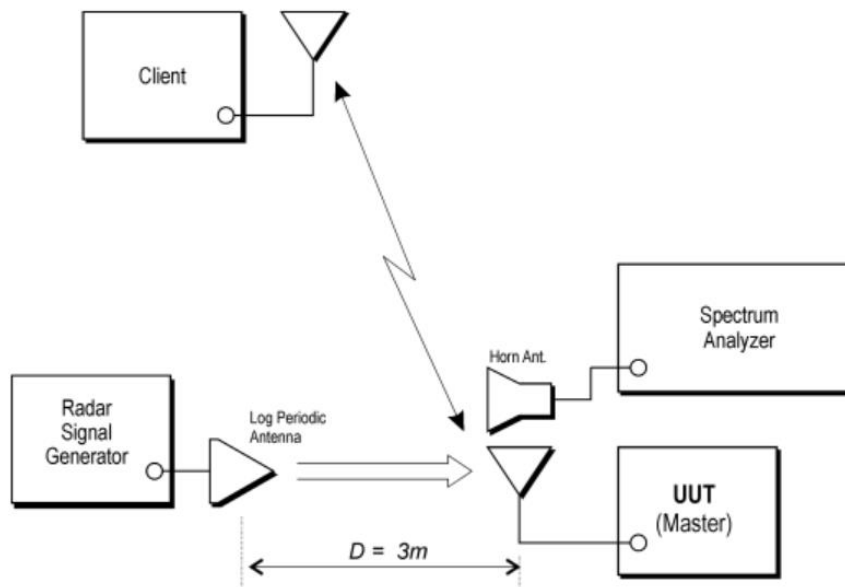 Client
Spectrum
Analyzer
Horn Ant.
Radar
Signal
Generator
Log Periodic
Antenna
UUT
(Master)
D = 3m